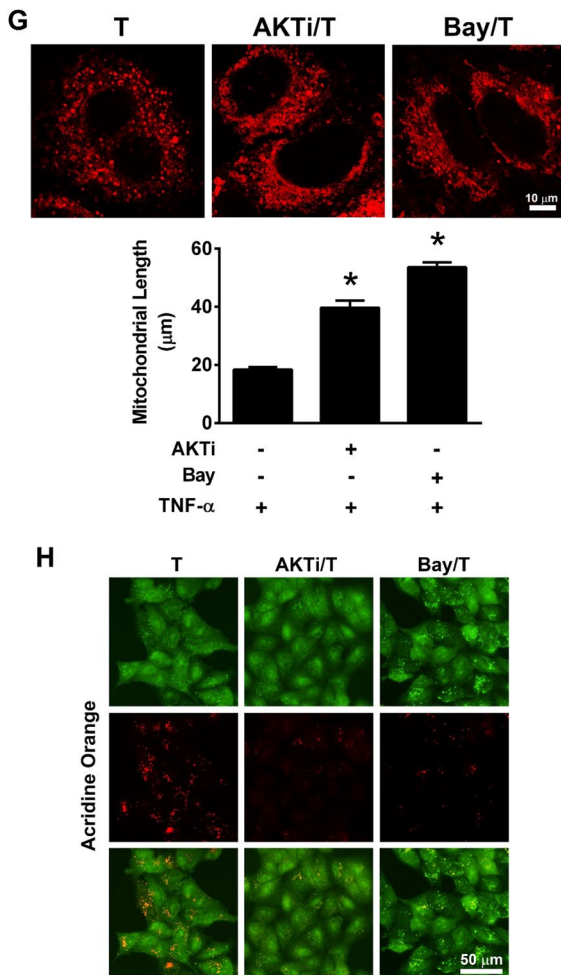 G
T AKTi/T Bay/T
10 μm
Mitochondrial Length
(μm)
60
40
20
0
* *
AKTi - + -
Bay - - +
TNF-α + + +
H
T AKTi/T Bay/T
Acridine Orange
50 μm